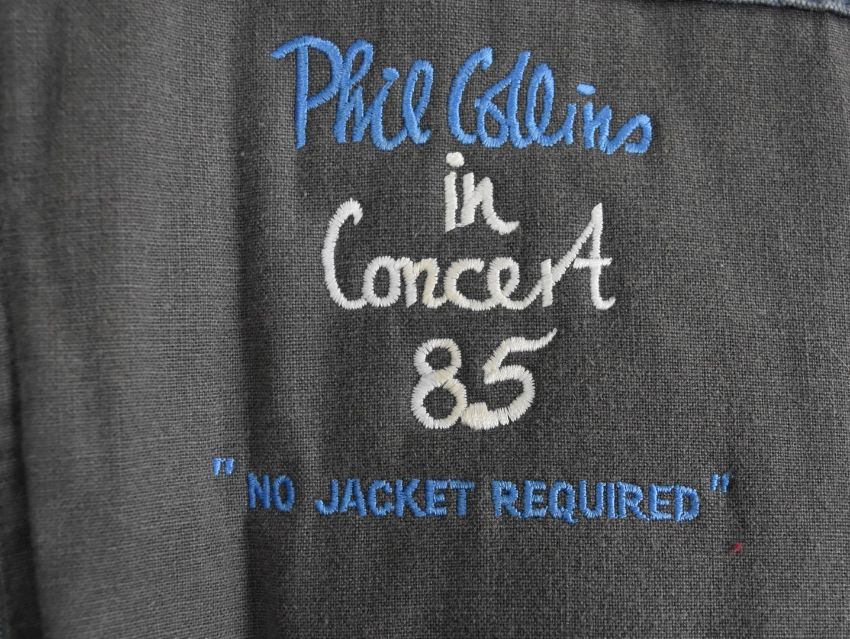 Phil Collins
in
Concert
85
"NO JACKET REQUIRED"